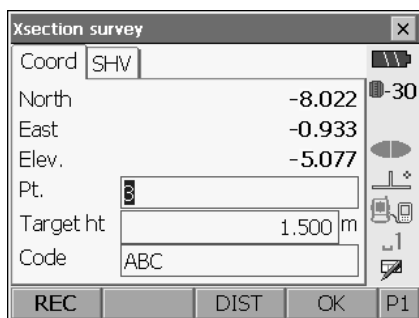 Xsection survey ×
Coord SHV
North -8.022
East -0.933
Elev. -5.077
Pt. 3
Target ht 1.500 m
Code ABC
-30
1
REC DIST OK P1